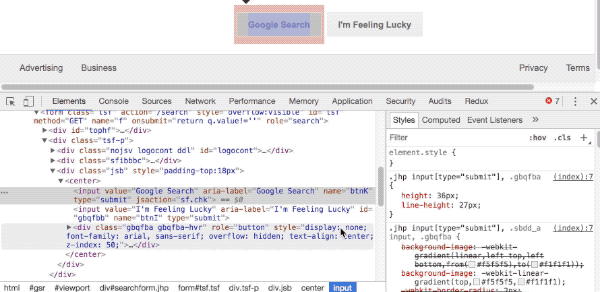 Google Search
I'm Feeling Lucky
Advertising Business Privacy Terms
Elements Console Sources Network Performance Memory Application Security Audits Redux 7
<form class="tsf" action="/search" style="overflow:visible" id="tsf"
method="GET" name="f" onsubmit="return q.value!=''" role="search">
<div id="tophf">…</div>
<div class="tsf-p">
<div class="nojsv logocont ddl" id="logocont">…</div>
<div class="sfibbbc">…</div>
<div class="jsb" style="padding-top:18px">
<center>
<input value="Google Search" aria-label="Google Search" name="btnK"
type="submit" jsaction="sf.chk"> == $0
<input value="I'm Feeling Lucky" aria-label="I'm Feeling Lucky" id=
"gbqfbb" name="btnI" type="submit">
<div class="gbqfba gbqfba-hvr" role="button" style="display: none;
font-family: arial, sans-serif; overflow: hidden; text-align: center;
z-index: 50;">…</div>
</center>
</div>
</div>
html #gsr #viewport div#searchform.jhp form#tsf.tsf div.tsf-p div.jsb center input
Styles Computed Event Listeners »
Filter :hov .cls +
element.style {
}
.jhp input[type="submit"], .gbqfba (index):7
{
height: 36px;
line-height: 27px;
}
.jhp input[type="submit"], .sbdd_a (index):7
input, .gbqfba {
background-image: -webkit-
gradient(linear,left top,left
bottom,from(#f5f5f5),to(#f1f1f1));
background-image: -webkit-linear-
gradient(top,#f5f5f5,#f1f1f1);
-webkit-border-radius: 2px;